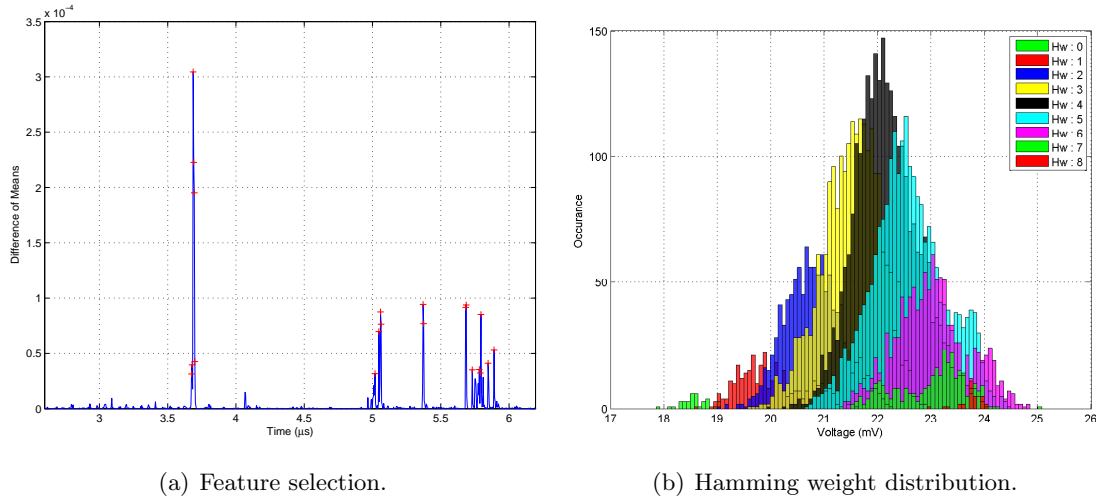 x 10⁻⁴
3.5
3
2.5
2
1.5
1
0.5
0
Difference of Means
3 3.5 4 4.5 5 5.5 6
Time (μs)
(a) Feature selection.
150
100
50
0
Occurance
Hw : 0
Hw : 1
Hw : 2
Hw : 3
Hw : 4
Hw : 5
Hw : 6
Hw : 7
Hw : 8
17 18 19 20 21 22 23 24 25 26
Voltage (mV)
(b) Hamming weight distribution.